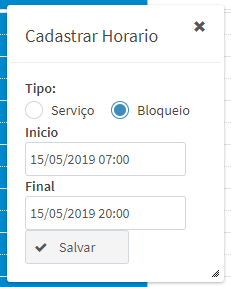 Cadastrar Horario
Tipo:
Serviço Bloqueio
Inicio
15/05/2019 07:00
Final
15/05/2019 20:00
Salvar